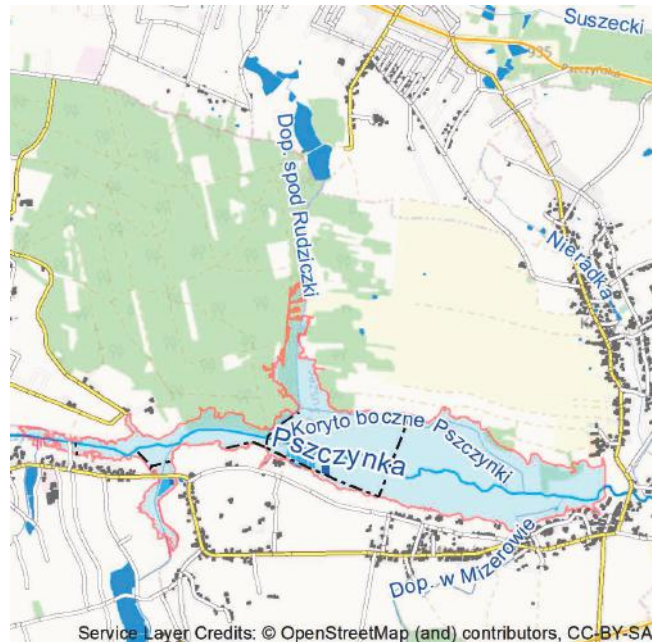 Suszecki
935
Pszczyńska
Dop. spod Rudziczki
Nieradka
Koryto boczne Pszczynki
Pszczynka
Dop. w Mizerowie
Service Layer Credits: © OpenStreetMap (and) contributors, CC-BY-SA